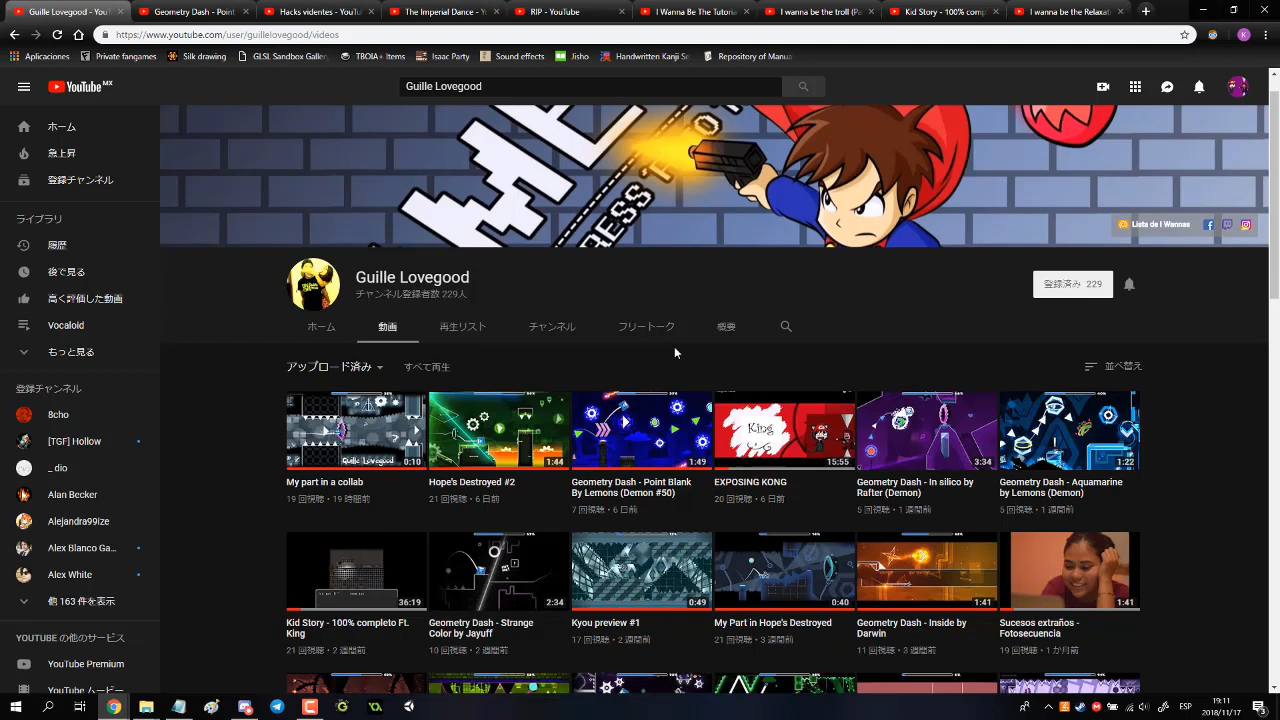 Guille Lovegood - YouT
Geometry Dash - Point
Hacks videntes - YouTu
The Imperial Dance - Yo
RIP - YouTube
I Wanna Be The Tutoria
I wanna be the troll (Pa
Kid Story - 100% comp
I wanna be the Relaxat
https://www.youtube.com/user/guillelovegood/videos
Aplicaciones
Private fangames
Silk drawing
GLSL Sandbox Galler
TBOIA+ Items
Isaac Party
Sound effects
Jisho
Handwritten Kanji Se
Repository of Manua
YouTube MX
Guille Lovegood
ホーム
急上昇
登録チャンネル
ライブラリ
履歴
後で見る
高く評価した動画
Vocaloid
もっと見る
登録チャンネル
8cho
[TGF] Hollow
_ dio
Alan Becker
Alejandra99Ize
Alex Blanco Ga...
Alex White
他 163 件を表示
YOUTUBE の他のサービス
YouTube Premium
YouTube ムービー
Lista de I Wannas
Guille Lovegood
チャンネル登録者数 229人
登録済み 229
ホーム
動画
再生リスト
チャンネル
フリートーク
概要
アップロード済み
すべて再生
並べ替え
Guille Lovegood
0:10
1:44
1:49
King
15:55
3:34
1:22
My part in a collab
19 回視聴・19 時間前
Hope's Destroyed #2
21 回視聴・6 日前
Geometry Dash - Point Blank
By Lemons (Demon #50)
7 回視聴・6 日前
EXPOSING KONG
20 回視聴・6 日前
Geometry Dash - In silico by
Rafter (Demon)
5 回視聴・1 週間前
Geometry Dash - Aquamarine
by Lemons (Demon)
5 回視聴・1 週間前
36:19
2:34
0:49
0:40
1:41
1:41
Kid Story - 100% completo Ft.
King
21 回視聴・2 週間前
Geometry Dash - Strange
Color by Jayuff
10 回視聴・2 週間前
Kyou preview #1
17 回視聴・2 週間前
My Part in Hope's Destroyed
21 回視聴・3 週間前
Geometry Dash - Inside by
Darwin
11 回視聴・3 週間前
Sucesos extraños -
Fotosecuencia
19 回視聴・1 か月前
ESP
19:11
2018/11/17